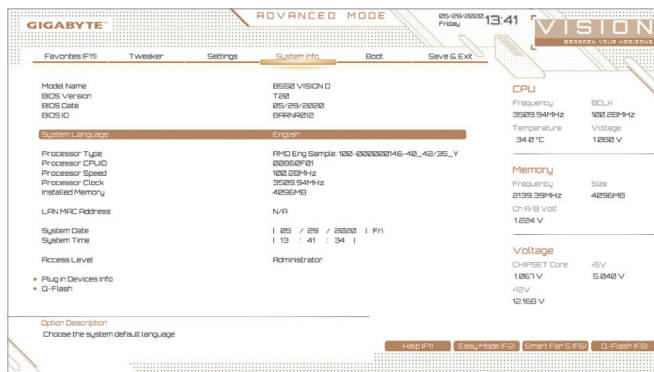 GIGABYTE™
ADVANCED MODE
05/29/2020
Friday
13:41
VISION
BROADEN YOUR HORIZONS
Favorites (F11) Tweaker Settings System Info Boot Save & Exit
Model Name B550 VISION D
BIOS Version T20
BIOS Date 05/29/2020
BIOS ID 8ARNR012
System Language English
Processor Type AMD Eng Sample: 100-000000146-40_42/35_Y
Processor CPUID 00860F01
Processor Speed 100.28MHz
Processor Clock 3509.94MHz
Installed Memory 4096MB
LAN MAC Address N/A
System Date [ 05 / 29 / 2020 ] Fri
System Time [ 13 : 41 : 34 ]
Access Level Administrator
Plug in Devices Info
Q-Flash
CPU
Frequency BCLK
3509.94MHz 100.28MHz
Temperature Voltage
34.0 °C 1.080 V
Memory
Frequency Size
2139.39MHz 4096MB
Ch A/B Volt
1.224 V
Voltage
CHIPSET Core +5V
1.067 V 5.040 V
+12V
12.168 V
Option Description
Choose the system default language
Help (F1) Easy Mode (F2) Smart Fan 5 (F6) Q-Flash (F8)